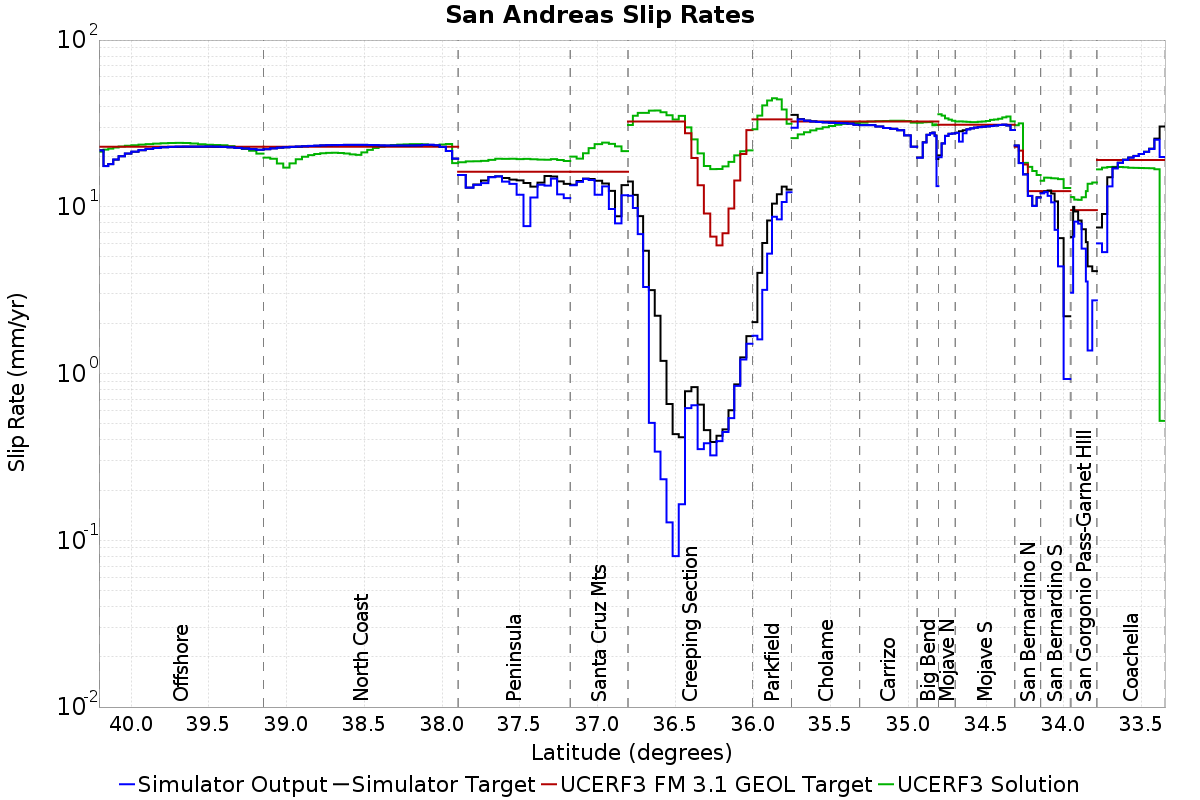 San Andreas Slip Rates
Slip Rate (mm/yr)
10^2
10^1
10^0
10^-1
10^-2
Offshore
North Coast
Peninsula
Santa Cruz Mts
Creeping Section
Parkfield
Cholame
Carrizo
Big Bend
Mojave N
Mojave S
San Bernardino N
San Bernardino S
San Gorgonio Pass-Garnet HIll
Coachella
40.0 39.5 39.0 38.5 38.0 37.5 37.0 36.5 36.0 35.5 35.0 34.5 34.0 33.5
Latitude (degrees)
Simulator Output Simulator Target UCERF3 FM 3.1 GEOL Target UCERF3 Solution